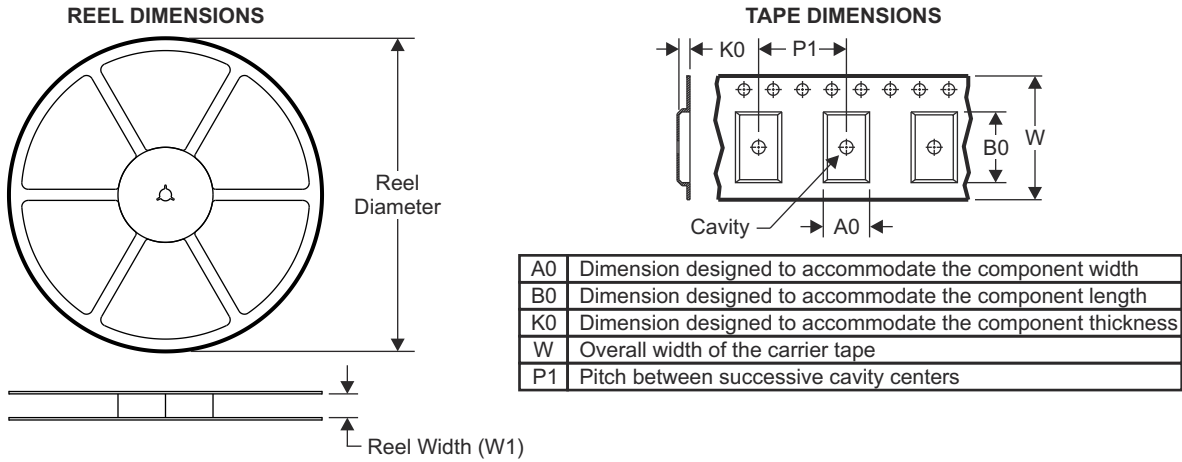 REEL DIMENSIONS
Reel
Diameter
Reel Width (W1)
TAPE DIMENSIONS
K0
P1
W
B0
Cavity
A0
A0 Dimension designed to accommodate the component width
B0 Dimension designed to accommodate the component length
K0 Dimension designed to accommodate the component thickness
W Overall width of the carrier tape
P1 Pitch between successive cavity centers